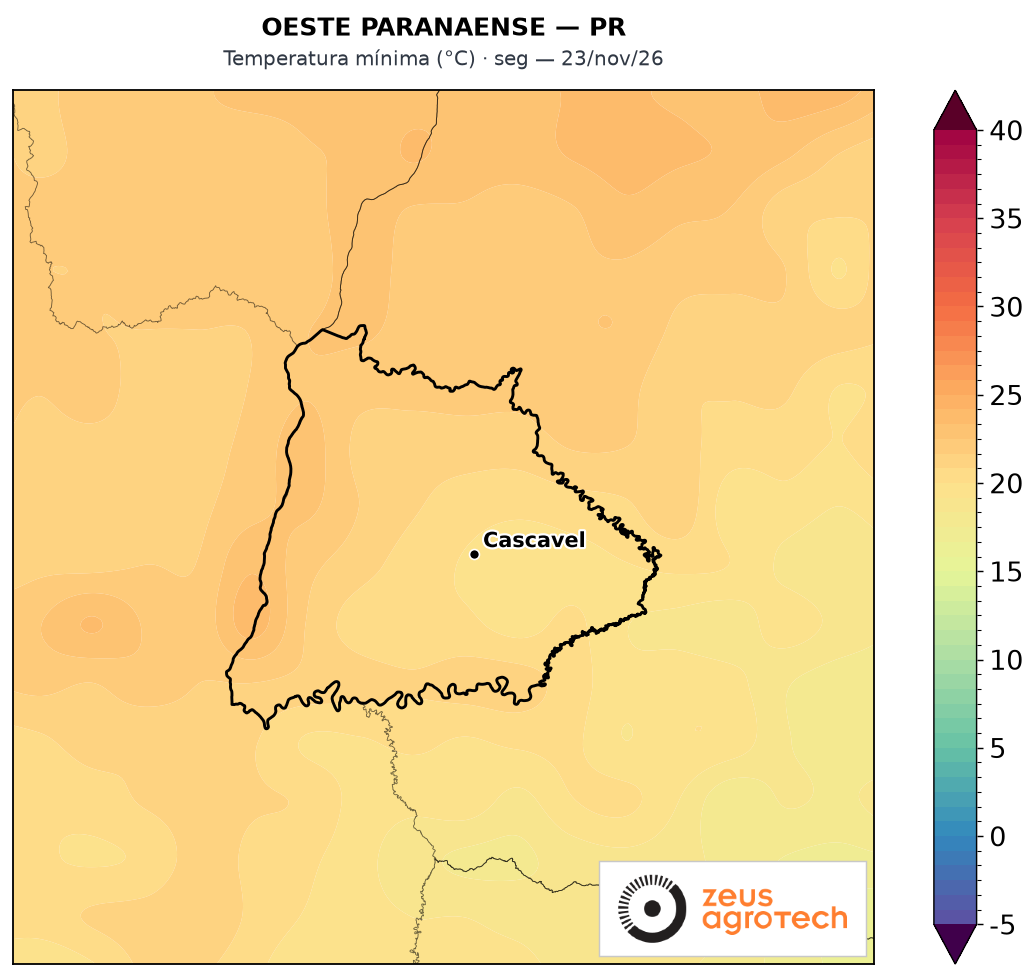 OESTE PARANAENSE — PR
Temperatura mínima (°C) · seg — 23/nov/26
40
35
30
25
20
15
10
5
0
-5
Cascavel
zeus
agrotech